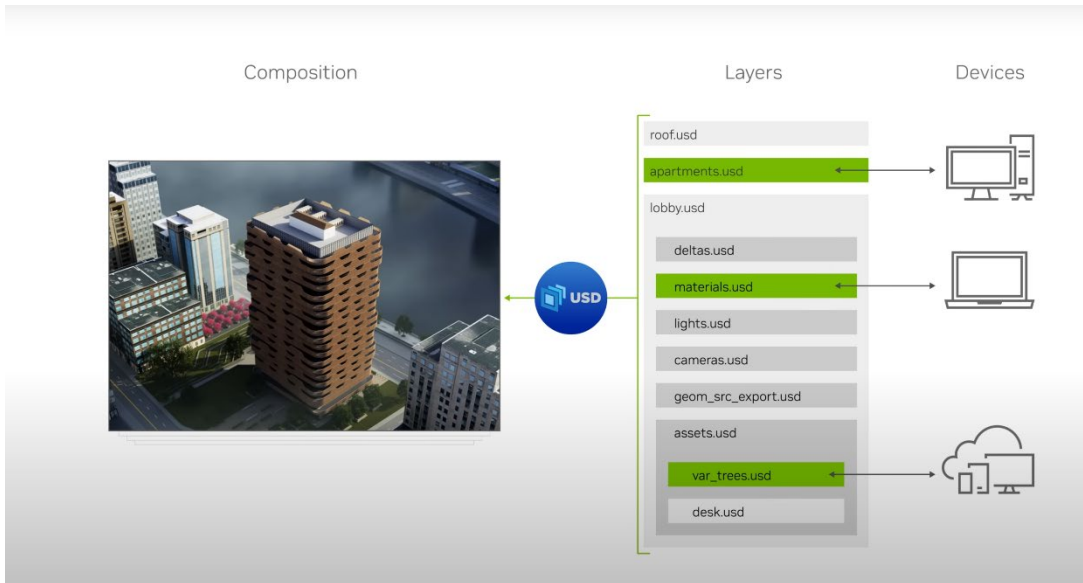 Composition
Layers
Devices
roof.usd
apartments.usd
lobby.usd
deltas.usd
materials.usd
USD
lights.usd
cameras.usd
geom_src_export.usd
assets.usd
var_trees.usd
desk.usd